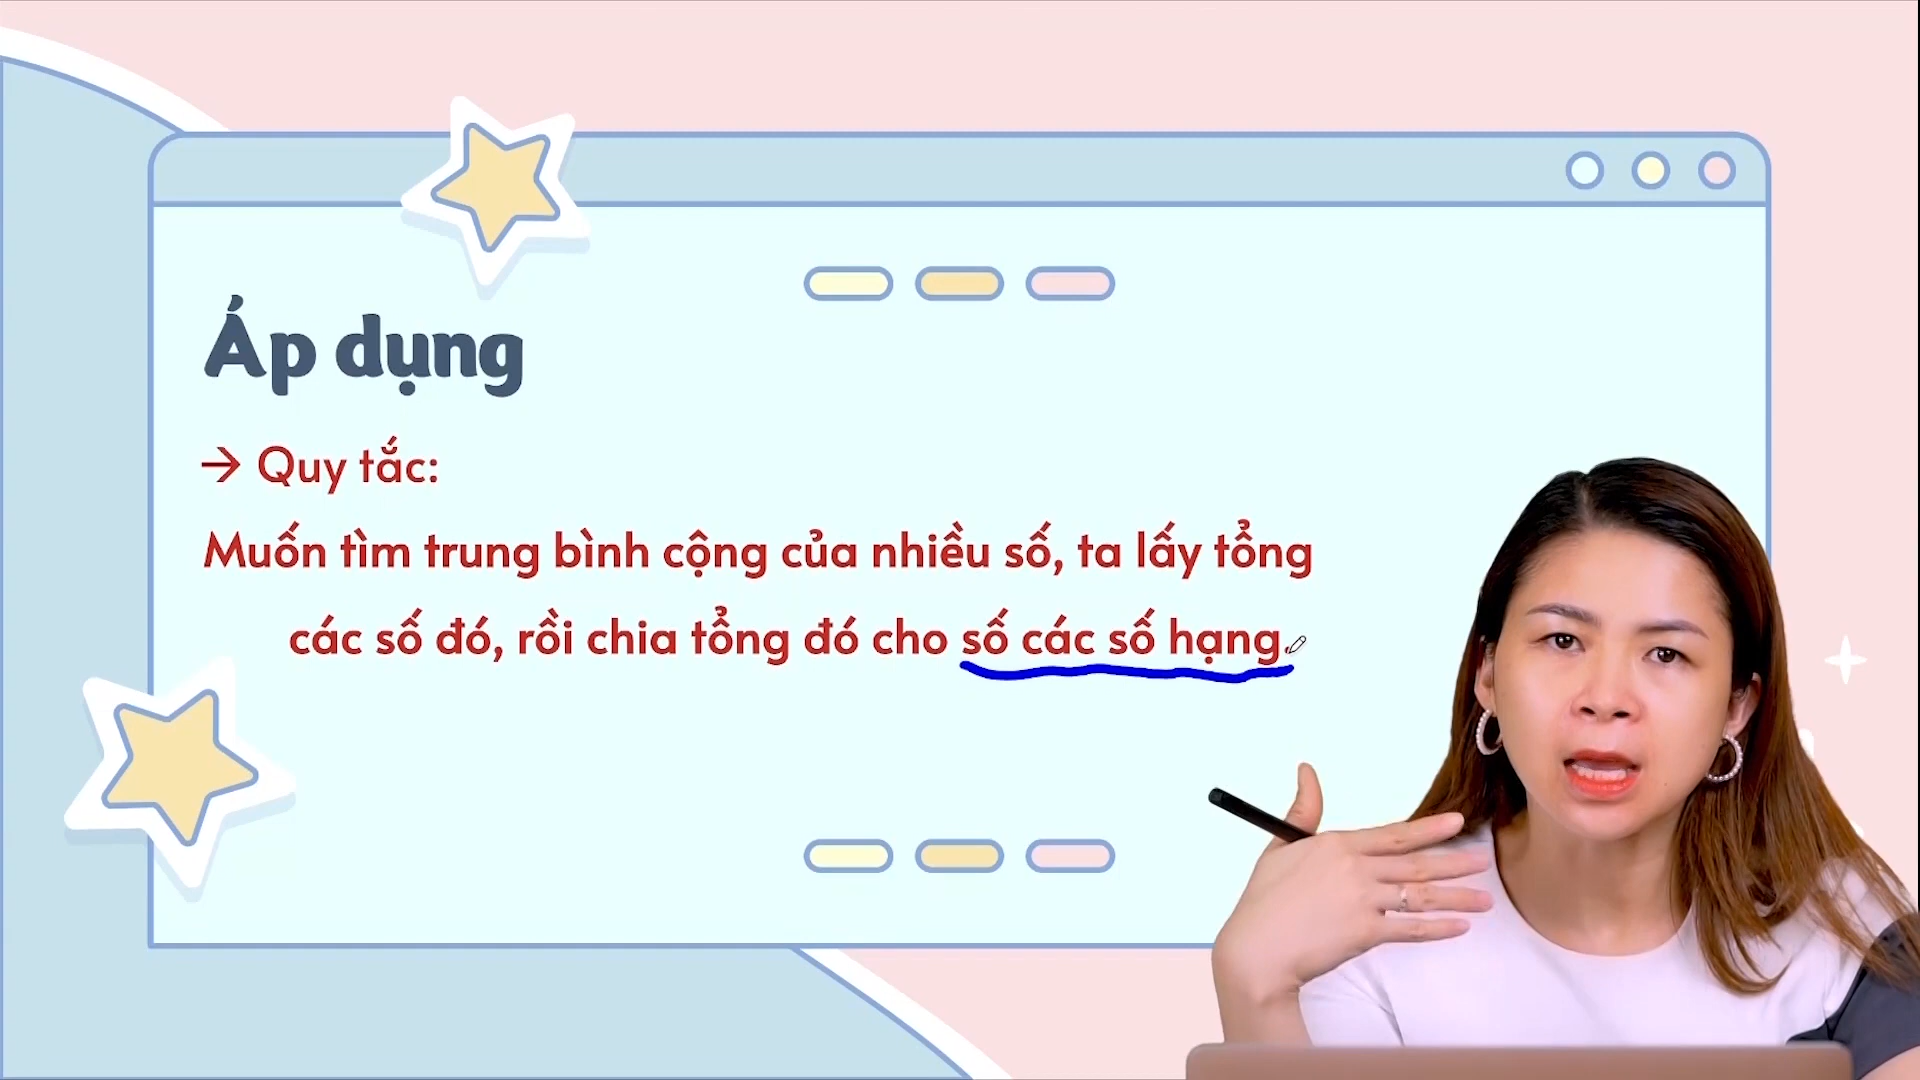 Áp dụng
→ Quy tắc:
Muốn tìm trung bình cộng của nhiều số, ta lấy tổng
các số đó, rồi chia tổng đó cho số các số hạng.